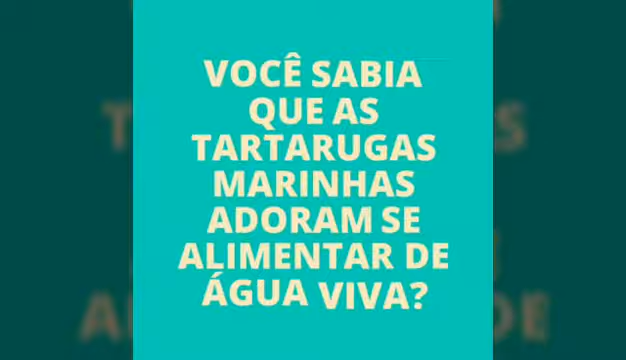 VOCÊ SABIA
QUE AS
TARTARUGAS
MARINHAS
ADORAM SE
ALIMENTAR DE
ÁGUA VIVA?